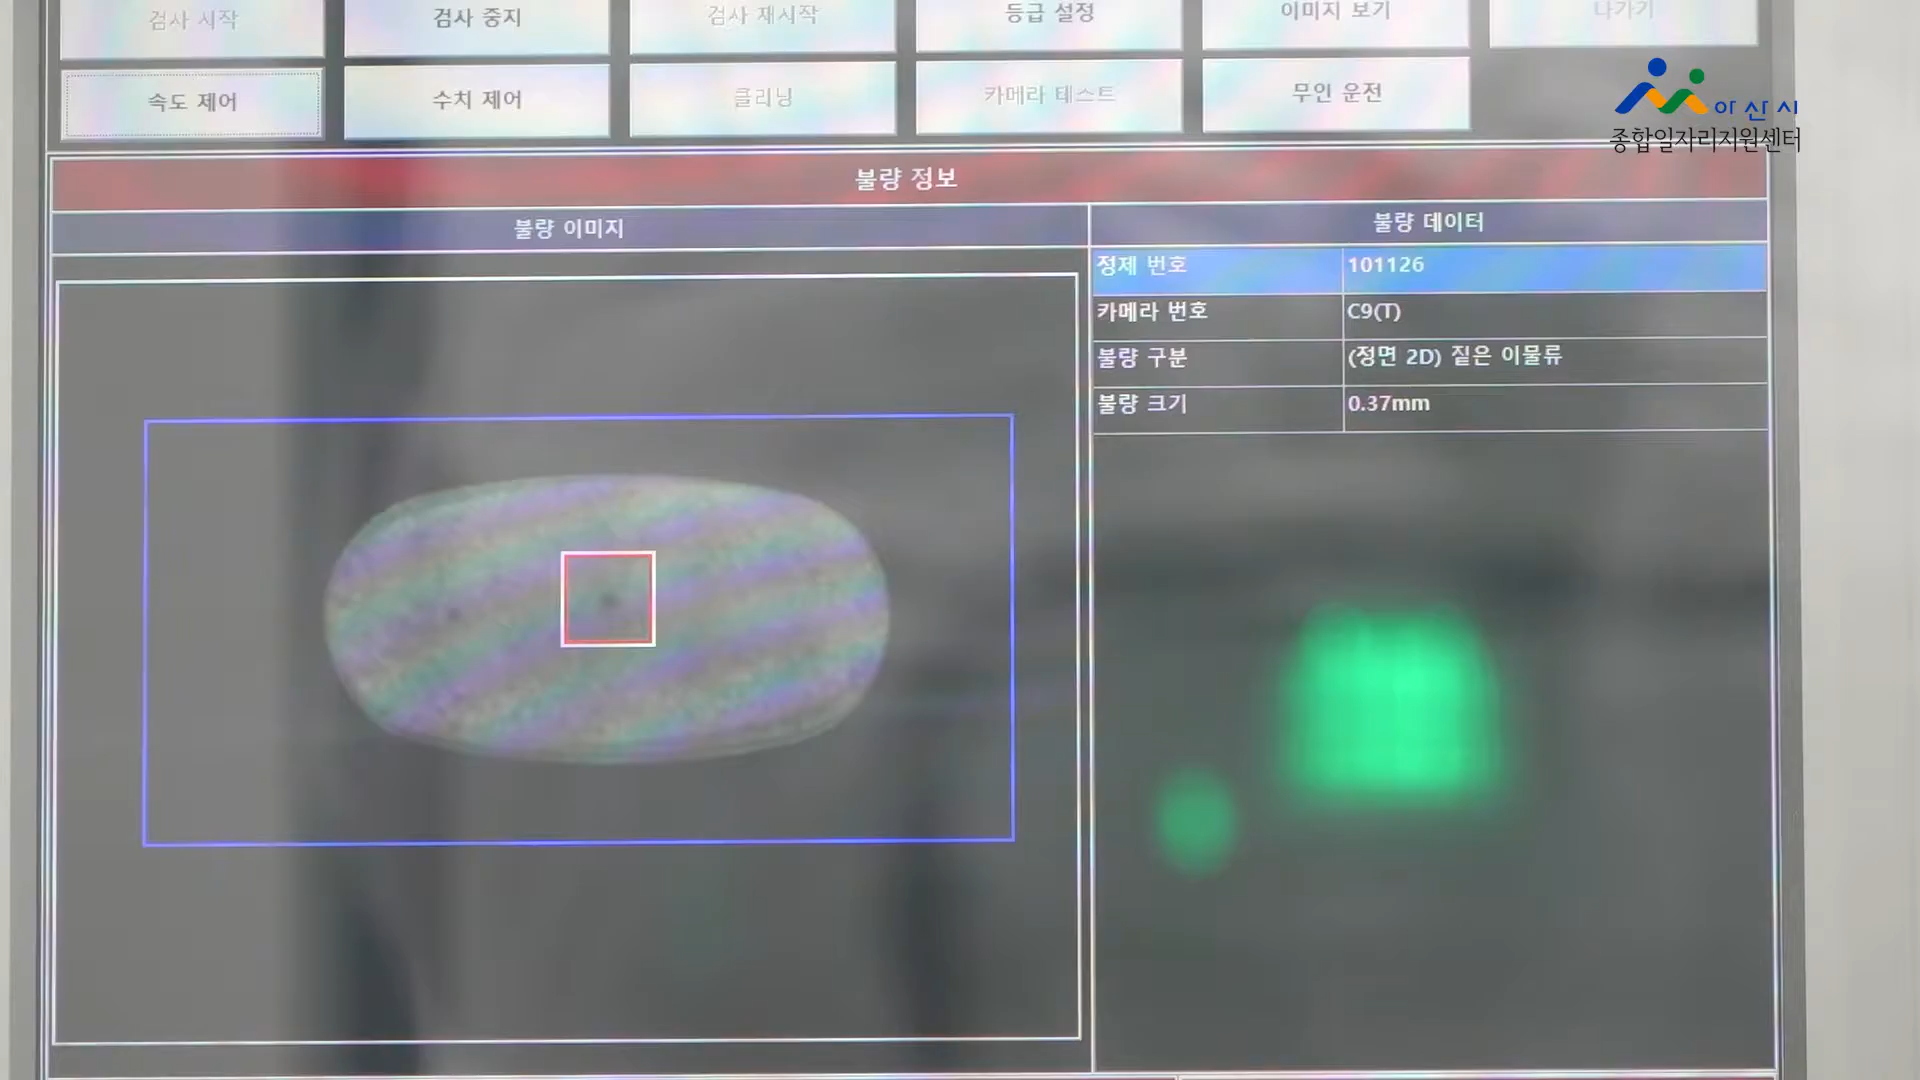 검사 시작
검사 중지
검사 재시작
등급 설정
이미지 보기
나가기
속도 제어
수치 제어
클리닝
카메라 테스트
무인 운전
아산시
종합일자리지원센터
불량 정보
불량 이미지
불량 데이터
정제 번호 101126
카메라 번호 C9(T)
불량 구분 (정면 2D) 짙은 이물류
불량 크기 0.37mm